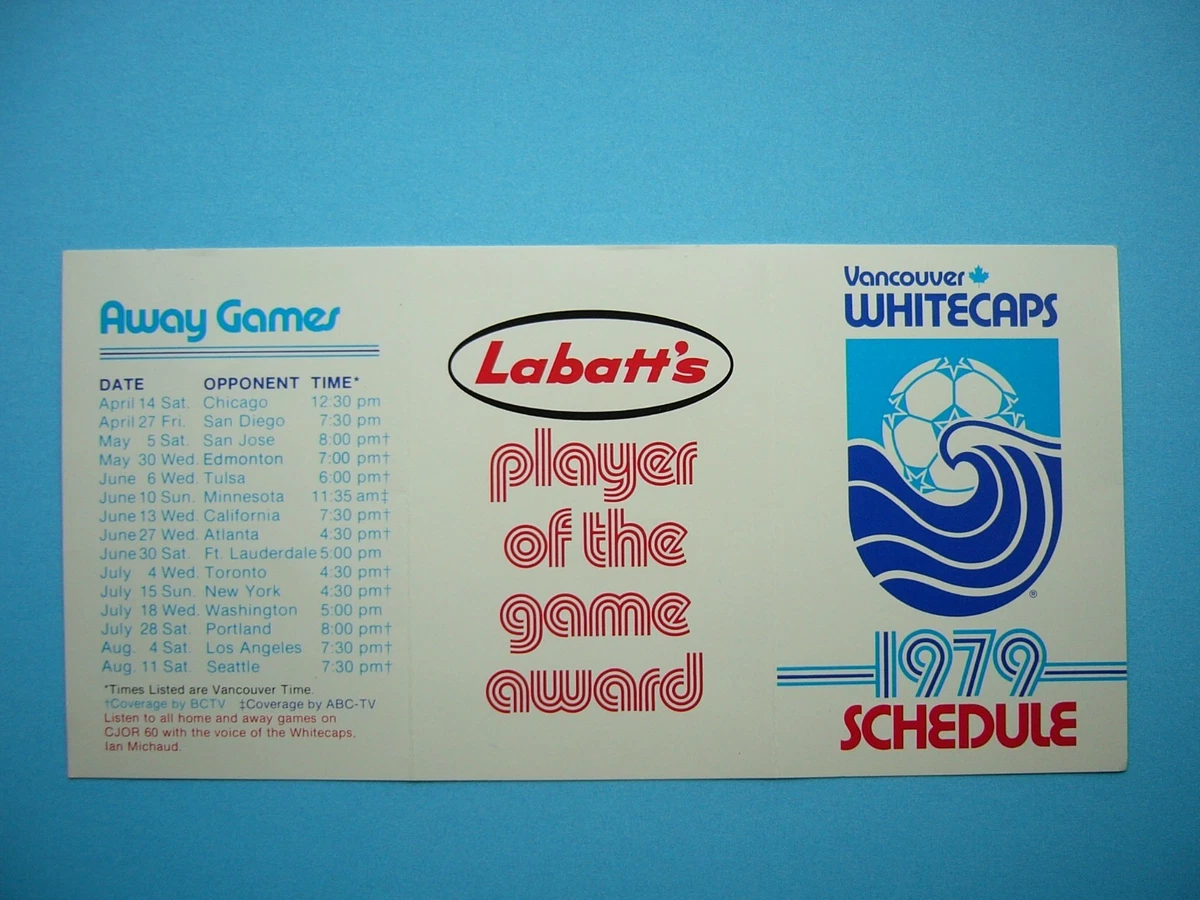 Away Games
DATE OPPONENT TIME*
April 14 Sat. Chicago 12:30 pm
April 27 Fri. San Diego 7:30 pm
May 5 Sat. San Jose 8:00 pm†
May 30 Wed. Edmonton 7:00 pm†
June 6 Wed. Tulsa 6:00 pm†
June 10 Sun. Minnesota 11:35 am‡
June 13 Wed. California 7:30 pm†
June 27 Wed. Atlanta 4:30 pm†
June 30 Sat. Ft. Lauderdale 5:00 pm
July 4 Wed. Toronto 4:30 pm†
July 15 Sun. New York 4:30 pm†
July 18 Wed. Washington 5:00 pm
July 28 Sat. Portland 8:00 pm†
Aug. 4 Sat. Los Angeles 7:30 pm†
Aug. 11 Sat. Seattle 7:30 pm†
*Times Listed are Vancouver Time.
†Coverage by BCTV ‡Coverage by ABC-TV
Listen to all home and away games on
CJOR 60 with the voice of the Whitecaps,
Ian Michaud.
Labatt's
player
of the
game
award
Vancouver
WHITECAPS
®
1979
SCHEDULE